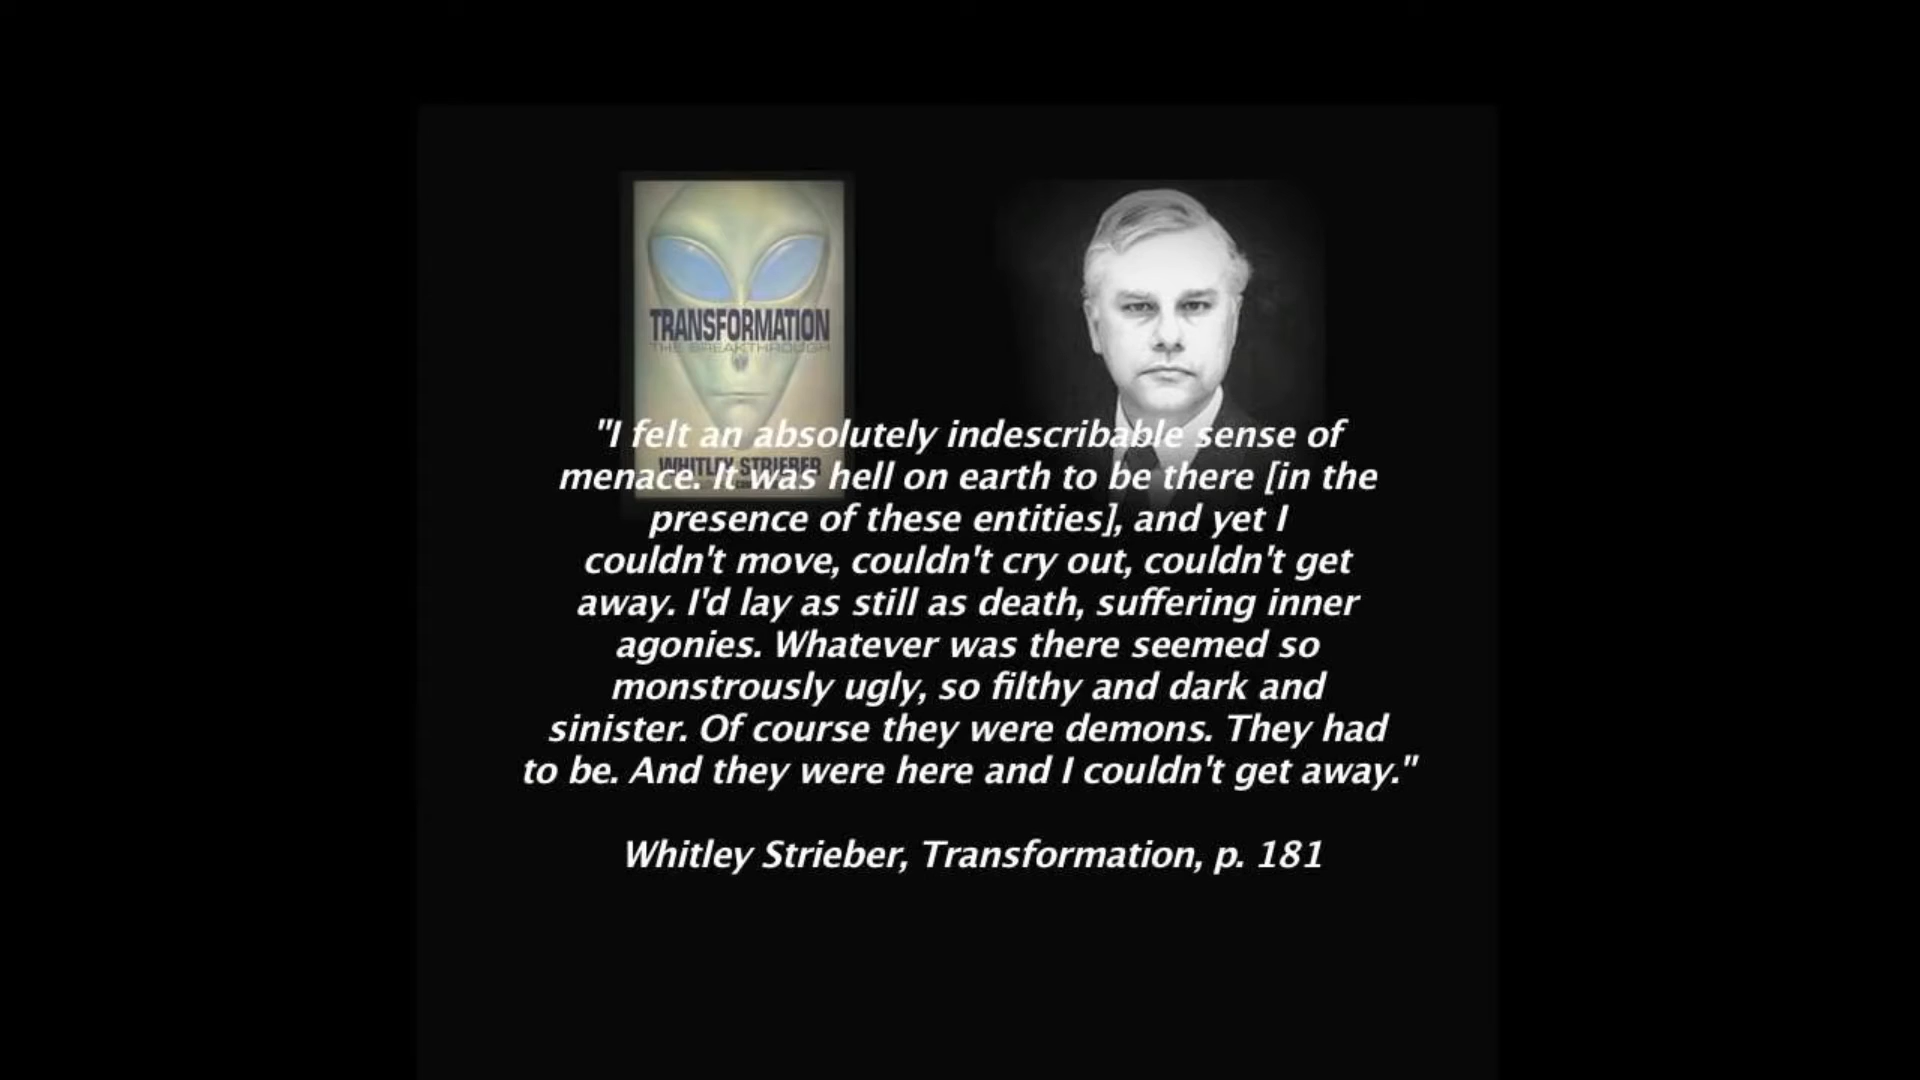 TRANSFORMATION
THE BREAKTHROUGH
WHITLEY STRIEBER
"I felt an absolutely indescribable sense of
menace. It was hell on earth to be there [in the
presence of these entities], and yet I
couldn't move, couldn't cry out, couldn't get
away. I'd lay as still as death, suffering inner
agonies. Whatever was there seemed so
monstrously ugly, so filthy and dark and
sinister. Of course they were demons. They had
to be. And they were here and I couldn't get away."
Whitley Strieber, Transformation, p. 181